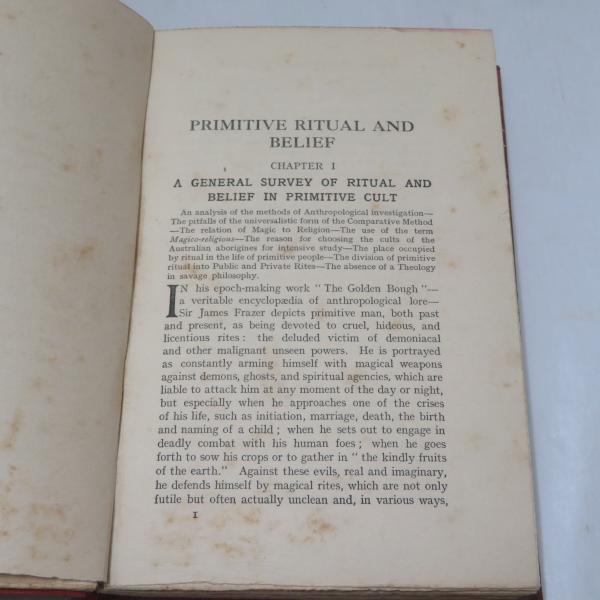 PRIMITIVE RITUAL AND
BELIEF
CHAPTER I
A GENERAL SURVEY OF RITUAL AND
BELIEF IN PRIMITIVE CULT
An analysis of the methods of Anthropological investigation—
The pitfalls of the universalistic form of the Comparative Method
—The relation of Magic to Religion—The use of the term
Magico-religious—The reason for choosing the cults of the
Australian aborigines for intensive study—The place occupied
by ritual in the life of primitive people—The division of primitive
ritual into Public and Private Rites—The absence of a Theology
in savage philosophy.
IN his epoch-making work “ The Golden Bough ”—
a veritable encyclopædia of anthropological lore—
Sir James Frazer depicts primitive man, both past
and present, as being devoted to cruel, hideous, and
licentious rites : the deluded victim of demoniacal
and other malignant unseen powers. He is portrayed
as constantly arming himself with magical weapons
against demons, ghosts, and spiritual agencies, which are
liable to attack him at any moment of the day or night,
but especially when he approaches one of the crises
of his life, such as initiation, marriage, death, the birth
and naming of a child ; when he sets out to engage in
deadly combat with his human foes ; when he goes
forth to sow his crops or to gather in “ the kindly fruits
of the earth.” Against these evils, real and imaginary,
he defends himself by magical rites, which are not only
futile but often actually unclean and, in various ways,
1